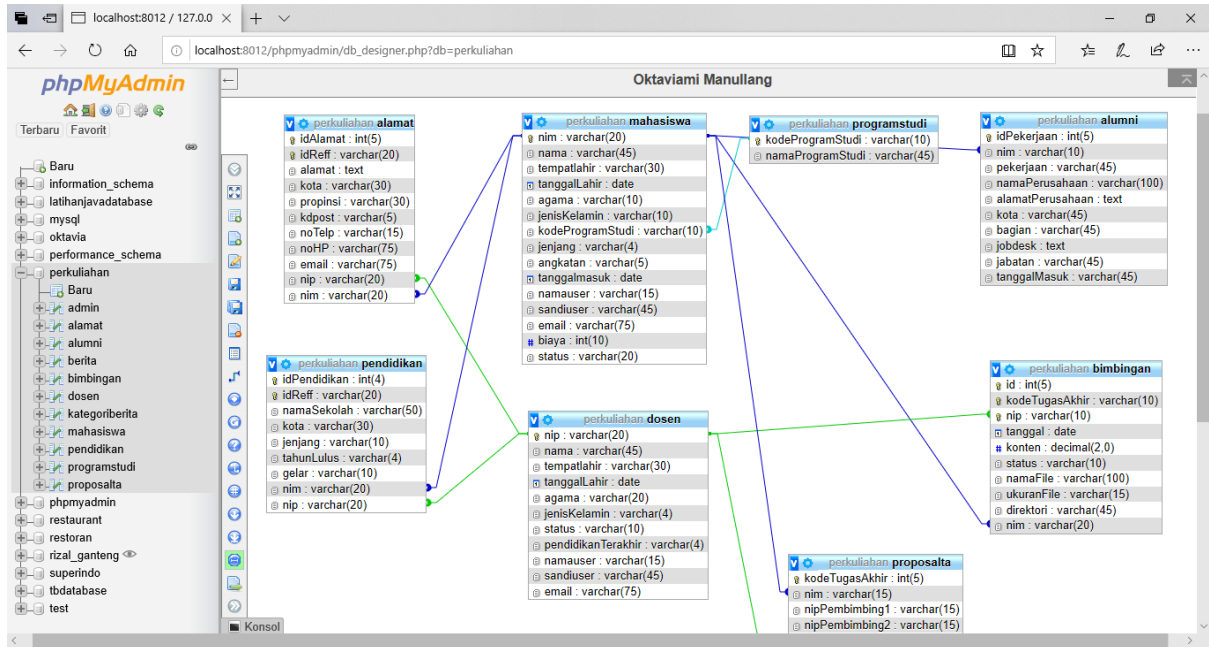 localhost:8012 / 127.0.0
localhost:8012/phpmyadmin/db_designer.php?db=perkuliahan
phpMyAdmin
Terbaru Favorit
Baru
information_schema
latihanjavadatabase
mysql
oktavia
performance_schema
perkuliahan
Baru
admin
alamat
alumni
berita
bimbingan
dosen
kategoriberita
mahasiswa
pendidikan
programstudi
proposalta
phpmyadmin
restaurant
restoran
rizal_ganteng
superindo
tbdatabase
test
Oktaviami Manullang
perkuliahan alamat
idAlamat : int(5)
idReff : varchar(20)
alamat : text
kota : varchar(30)
propinsi : varchar(30)
kdpost : varchar(5)
noTelp : varchar(15)
noHP : varchar(75)
email : varchar(75)
nip : varchar(20)
nim : varchar(20)
perkuliahan mahasiswa
nim : varchar(20)
nama : varchar(45)
tempatlahir : varchar(30)
tanggalLahir : date
agama : varchar(10)
jenisKelamin : varchar(10)
kodeProgramStudi : varchar(10)
jenjang : varchar(4)
angkatan : varchar(5)
tanggalmasuk : date
namauser : varchar(15)
sandiuser : varchar(45)
email : varchar(75)
biaya : int(10)
status : varchar(20)
perkuliahan programstudi
kodeProgramStudi : varchar(10)
namaProgramStudi : varchar(45)
perkuliahan alumni
idPekerjaan : int(5)
nim : varchar(10)
pekerjaan : varchar(45)
namaPerusahaan : varchar(100)
alamatPerusahaan : text
kota : varchar(45)
bagian : varchar(45)
jobdesk : text
jabatan : varchar(45)
tanggalMasuk : varchar(45)
perkuliahan pendidikan
idPendidikan : int(4)
idReff : varchar(20)
namaSekolah : varchar(50)
kota : varchar(30)
jenjang : varchar(10)
tahunLulus : varchar(4)
gelar : varchar(10)
nim : varchar(20)
nip : varchar(20)
perkuliahan dosen
nip : varchar(20)
nama : varchar(45)
tempatlahir : varchar(30)
tanggalLahir : date
agama : varchar(20)
jenisKelamin : varchar(4)
status : varchar(10)
pendidikanTerakhir : varchar(4)
namauser : varchar(15)
sandiuser : varchar(45)
email : varchar(75)
perkuliahan bimbingan
id : int(5)
kodeTugasAkhir : varchar(10)
nip : varchar(10)
tanggal : date
# konten : decimal(2,0)
status : varchar(10)
namaFile : varchar(100)
ukuranFile : varchar(15)
direktori : varchar(45)
nim : varchar(20)
perkuliahan proposalta
kodeTugasAkhir : int(5)
nim : varchar(15)
nipPembimbing1 : varchar(15)
nipPembimbing2 : varchar(15)
Konsol